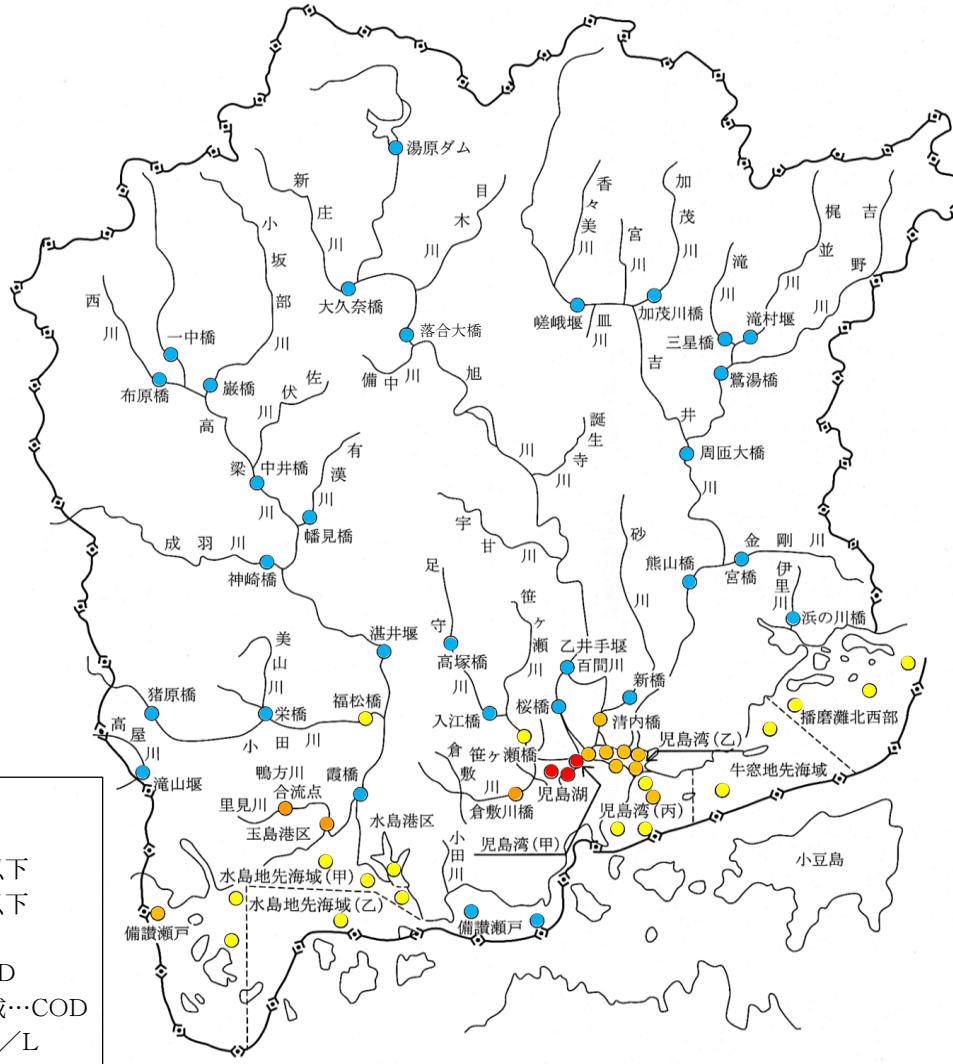 湯原ダム
新庄川
目木川
香々美川
加茂川
宮川
梶並川
吉野川
滝川
小坂部川
西川
大久奈橋
嵯峨堰
皿川
加茂川橋
三星橋
滝村堰
一中橋
落合大橋
布原橋
巌橋
備中川
旭川
吉井川
鷺湯橋
佐伏川
高梁川
誕生寺川
有漢川
中井橋
周匝大橋
幡見橋
宇甘川
砂川
成羽川
神崎橋
金剛川
熊山橋
宮橋
伊里川
浜の川橋
足守川
笹ヶ瀬川
美山川
湛井堰
高塚橋
乙井手堰
百間川
新橋
猪原橋
栄橋
福松橋
入江橋
桜橋
清内橋
播磨灘北西部
高屋川
小田川
笹ヶ瀬橋
児島湾(乙)
牛窓地先海域
滝山堰
鴨方川
合流点
霞橋
倉敷川
倉敷川橋
児島湖
児島湾(丙)
里見川
玉島港区
水島港区
小田川
児島湾(甲)
小豆島
水島地先海域(甲)
水島地先海域(乙)
備讃瀬戸
備讃瀬戸
以下
以下
D
域…COD
/L